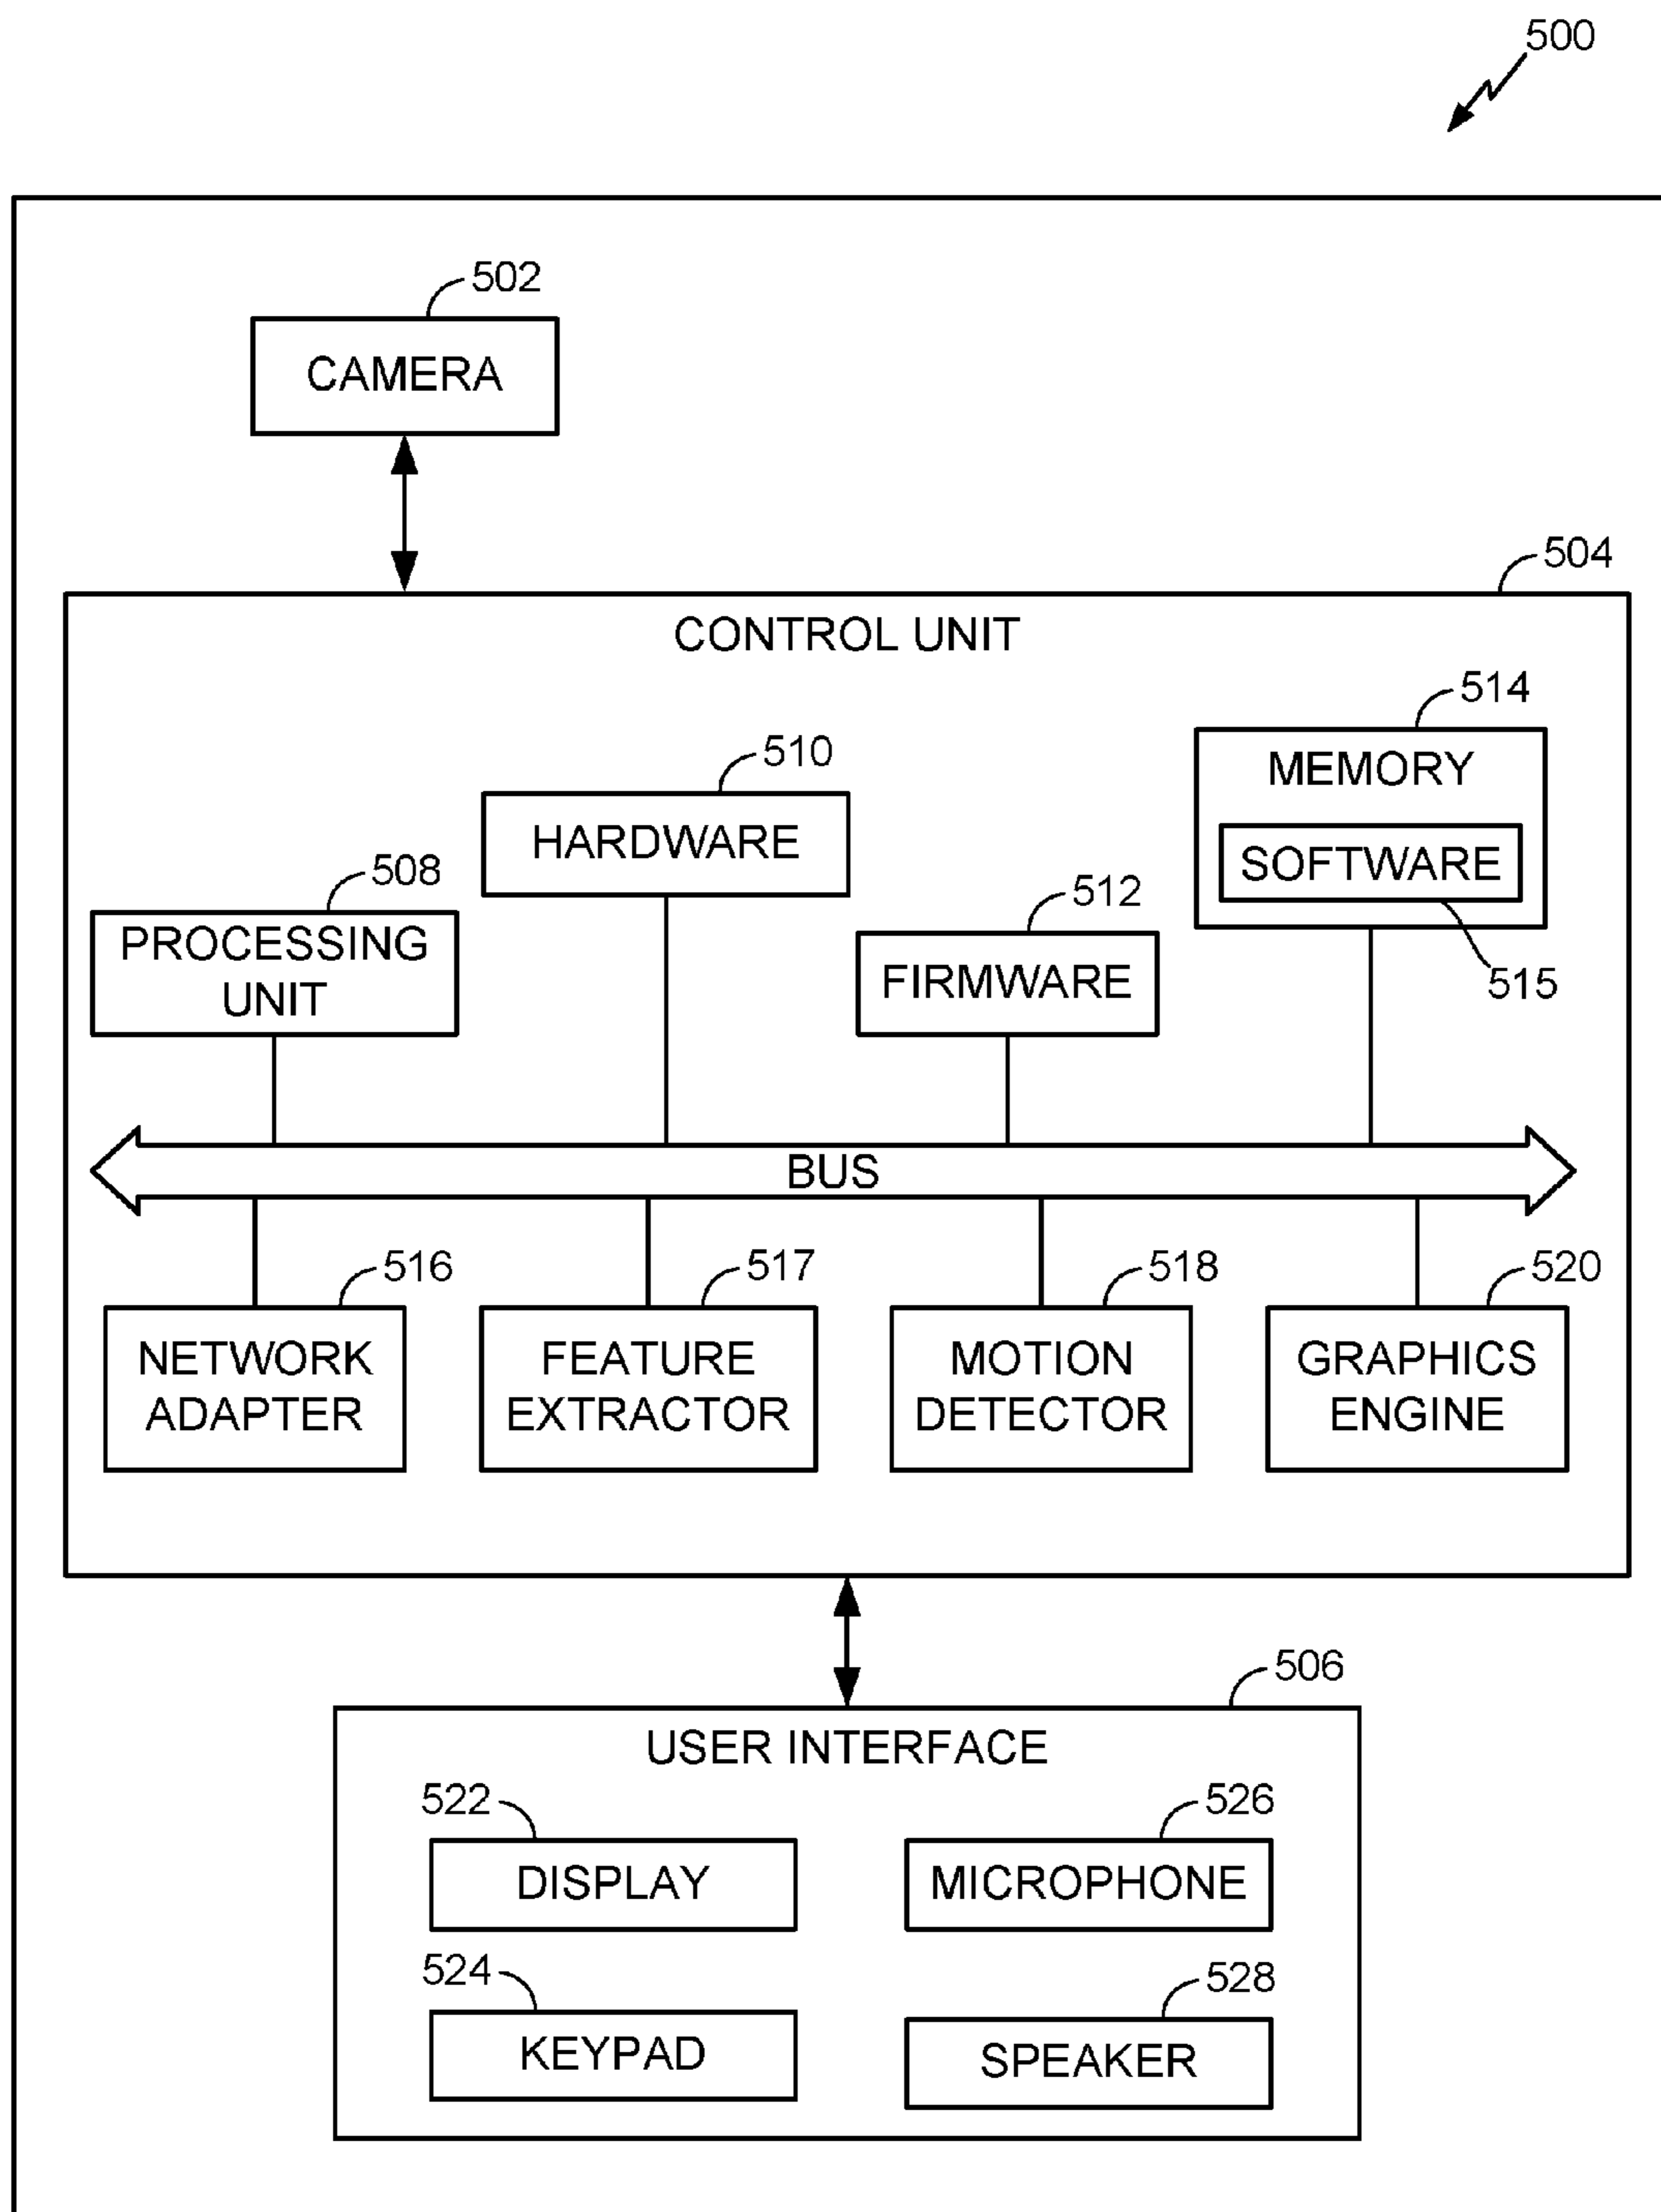 500
502
CAMERA
504
CONTROL UNIT
514
MEMORY
SOFTWARE
515
510
HARDWARE
508
PROCESSING
UNIT
512
FIRMWARE
BUS
516
NETWORK
ADAPTER
517
FEATURE
EXTRACTOR
518
MOTION
DETECTOR
520
GRAPHICS
ENGINE
506
USER INTERFACE
522
DISPLAY
526
MICROPHONE
524
KEYPAD
528
SPEAKER